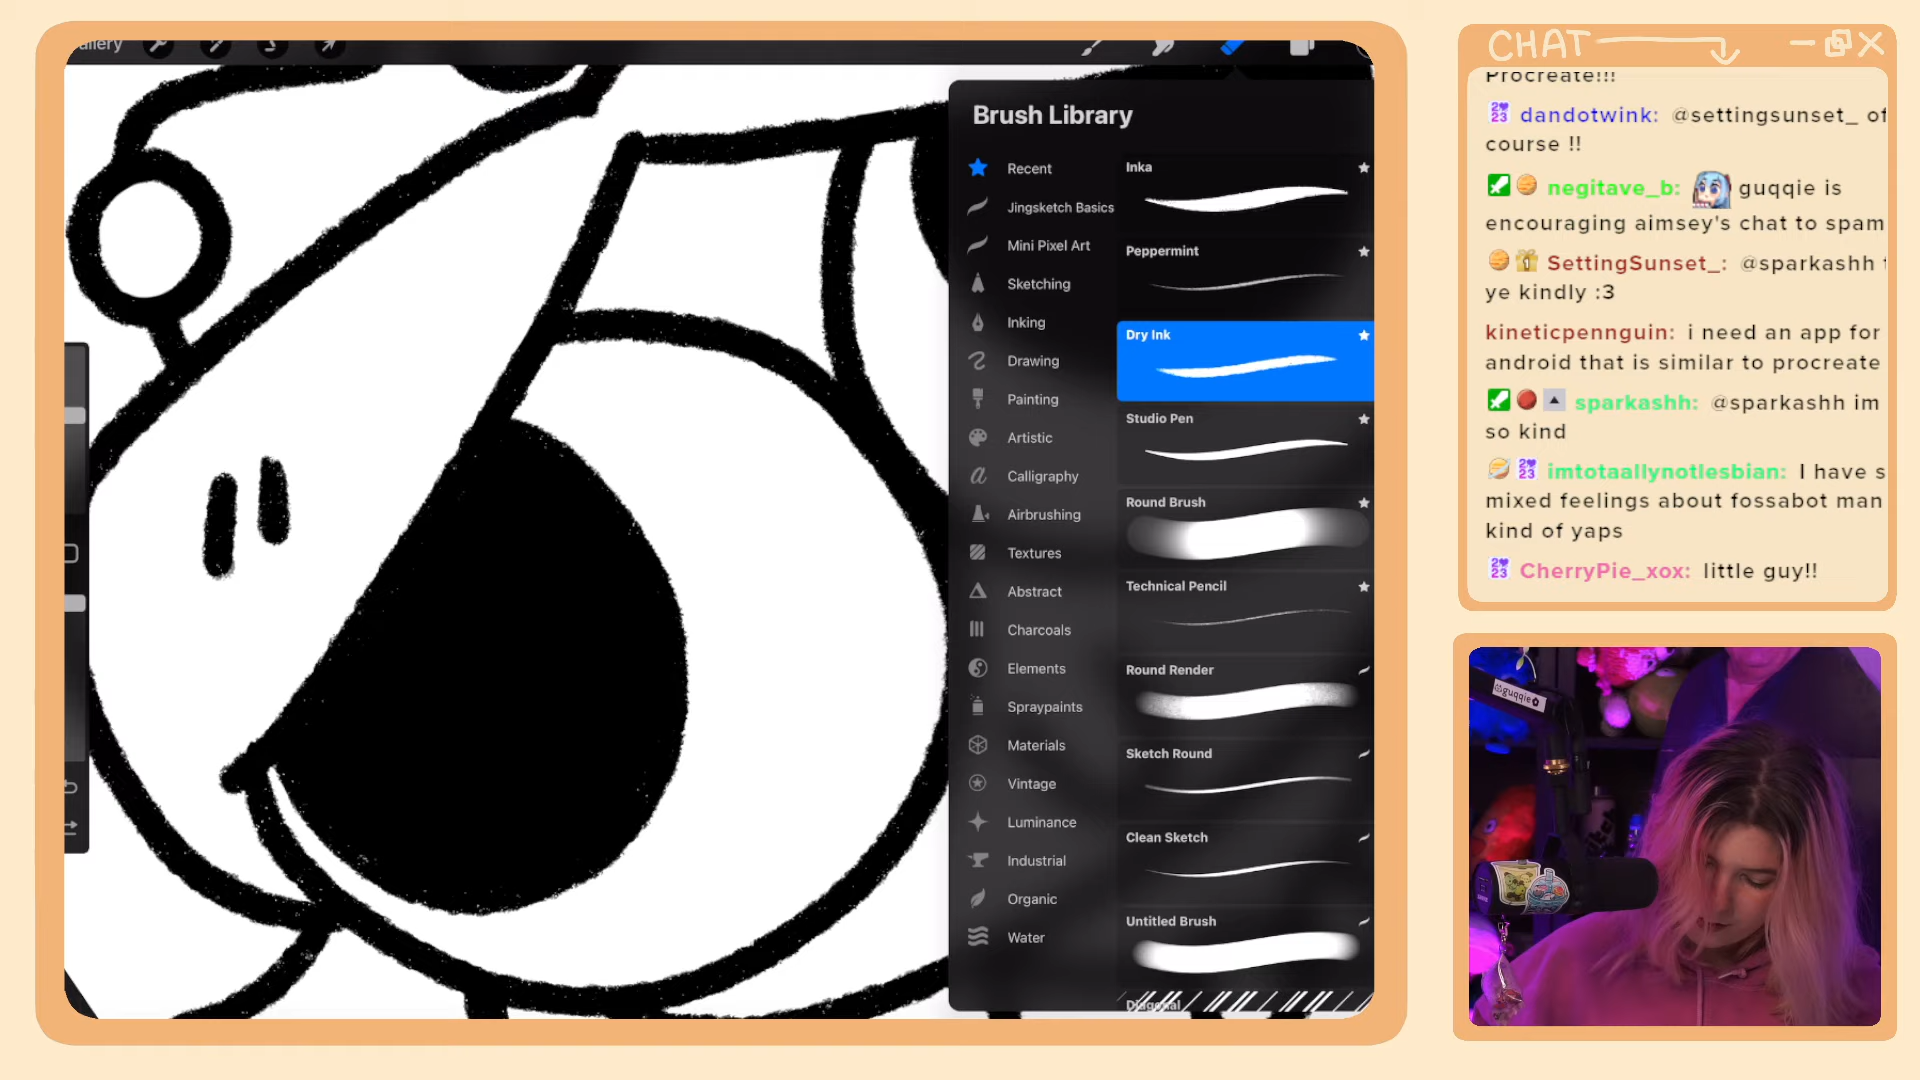 allery
Brush Library
Recent
Jingsketch Basics
Mini Pixel Art
Sketching
Inking
Drawing
Painting
Artistic
Calligraphy
Airbrushing
Textures
Abstract
Charcoals
Elements
Spraypaints
Materials
Vintage
Luminance
Industrial
Organic
Water
Inka
Peppermint
Dry Ink
Studio Pen
Round Brush
Technical Pencil
Round Render
Sketch Round
Clean Sketch
Untitled Brush
Diagonal
CHAT
Procreate!!!
dandotwink: @settingsunset_ of
course !!
negitave_b: guqqie is
encouraging aimsey's chat to spam
SettingSunset_: @sparkashh t
ye kindly :3
kineticpennguin: i need an app for
android that is similar to procreate
sparkashh: @sparkashh im
so kind
imtotaallynotlesbian: I have s
mixed feelings about fossabot man
kind of yaps
CherryPie_xox: little guy!!
@guqqie